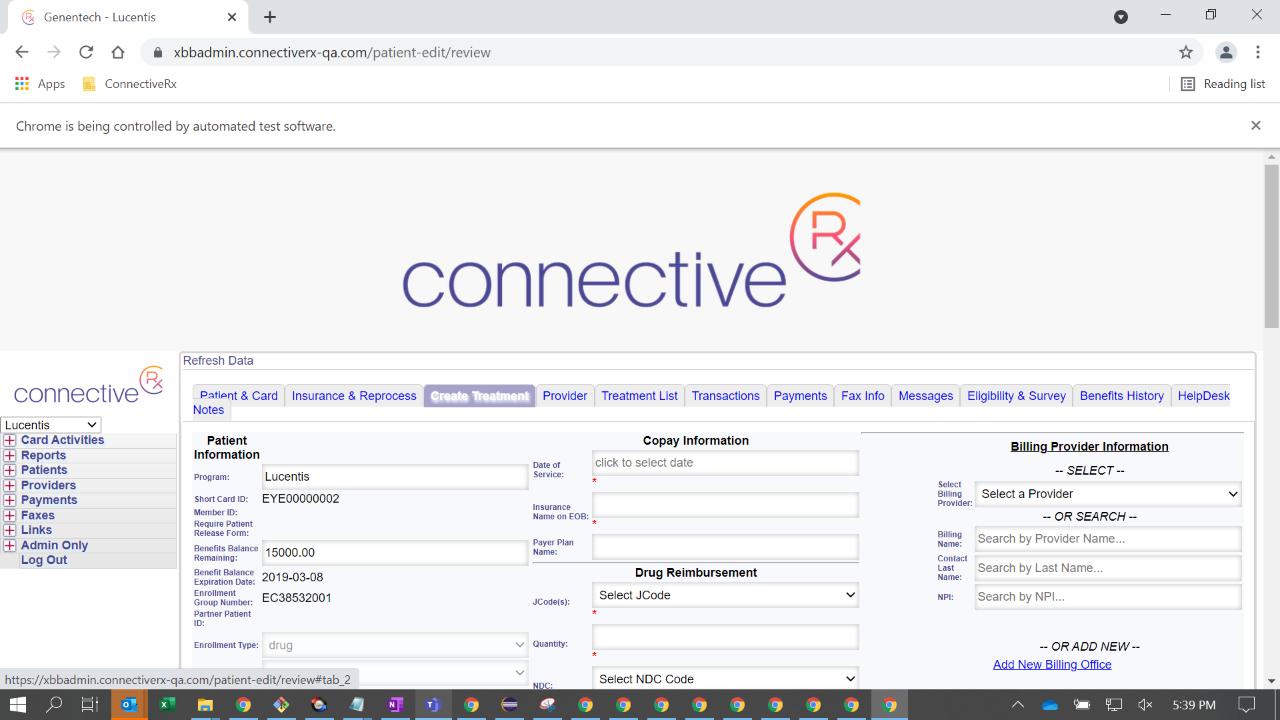 Genentech - Lucentis
xbbadmin.connectiverx-qa.com/patient-edit/review
Apps
ConnectiveRx
Reading list
Chrome is being controlled by automated test software.
connective Rx
connective Rx
Lucentis
Card Activities
Reports
Patients
Providers
Payments
Faxes
Links
Admin Only
Log Out
Refresh Data
Patient & Card Insurance & Reprocess Create Treatment Provider Treatment List Transactions Payments Fax Info Messages Eligibility & Survey Benefits History HelpDesk
Notes
Patient
Information
Program: Lucentis
Short Card ID: EYE00000002
Member ID:
Require Patient
Release Form:
Benefits Balance
Remaining: 15000.00
Benefit Balance
Expiration Date: 2019-03-08
Enrollment
Group Number: EC38532001
Partner Patient
ID:
Enrollment Type: drug
Copay Information
Date of
Service: click to select date
*
Insurance
Name on EOB:
*
Payer Plan
Name:
Drug Reimbursement
JCode(s): Select JCode
*
Quantity:
*
NDC: Select NDC Code
Billing Provider Information
-- SELECT --
Select
Billing
Provider: Select a Provider
-- OR SEARCH --
Billing
Name: Search by Provider Name...
Contact
Last
Name: Search by Last Name...
NPI: Search by NPI...
-- OR ADD NEW --
Add New Billing Office
https://xbbadmin.connectiverx-qa.com/patient-edit/review#tab_2
5:39 PM